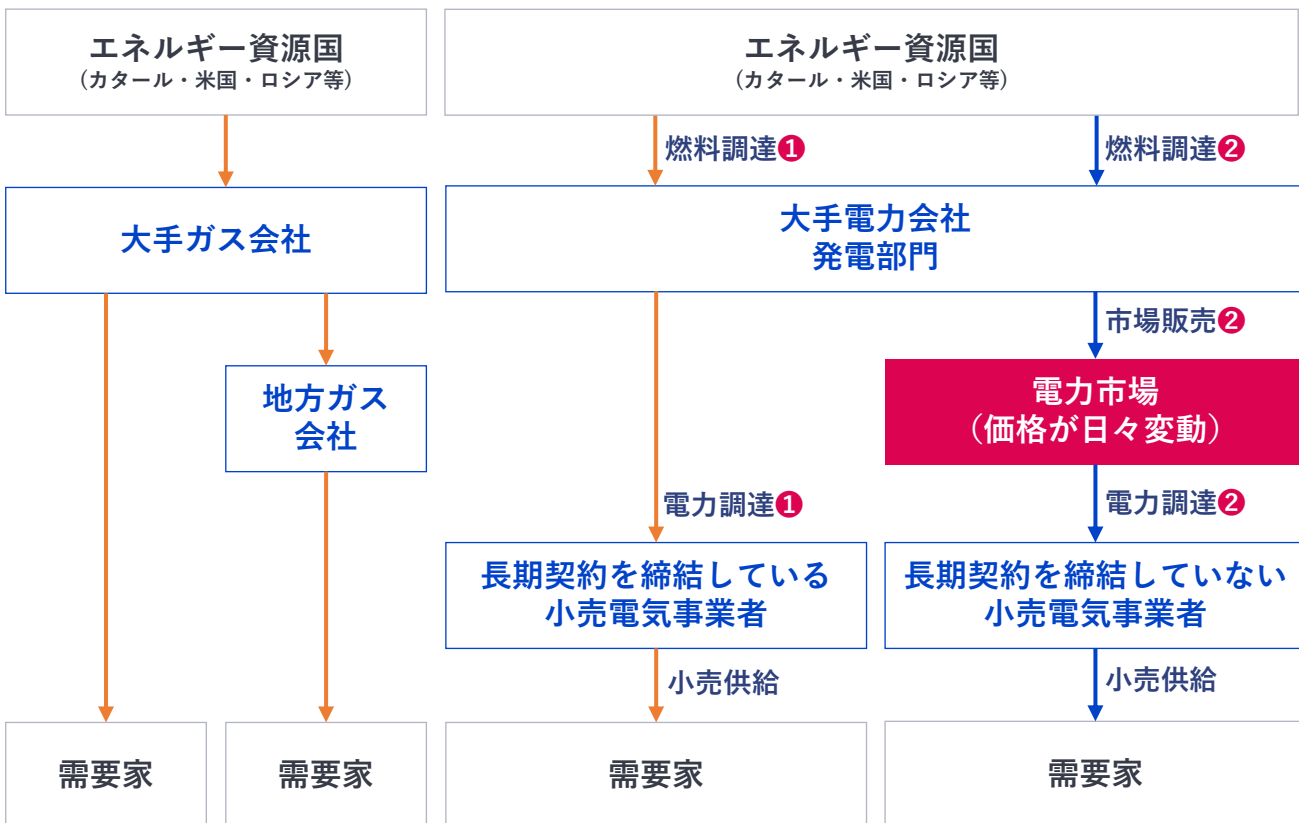 エネルギー資源国
(カタール・米国・ロシア等)
エネルギー資源国
(カタール・米国・ロシア等)
燃料調達❶
燃料調達❷
大手ガス会社
大手電力会社
発電部門
市場販売❷
地方ガス
会社
電力市場
（価格が日々変動）
電力調達❶
電力調達❷
長期契約を締結している
小売電気事業者
長期契約を締結していない
小売電気事業者
小売供給
小売供給
需要家
需要家
需要家
需要家